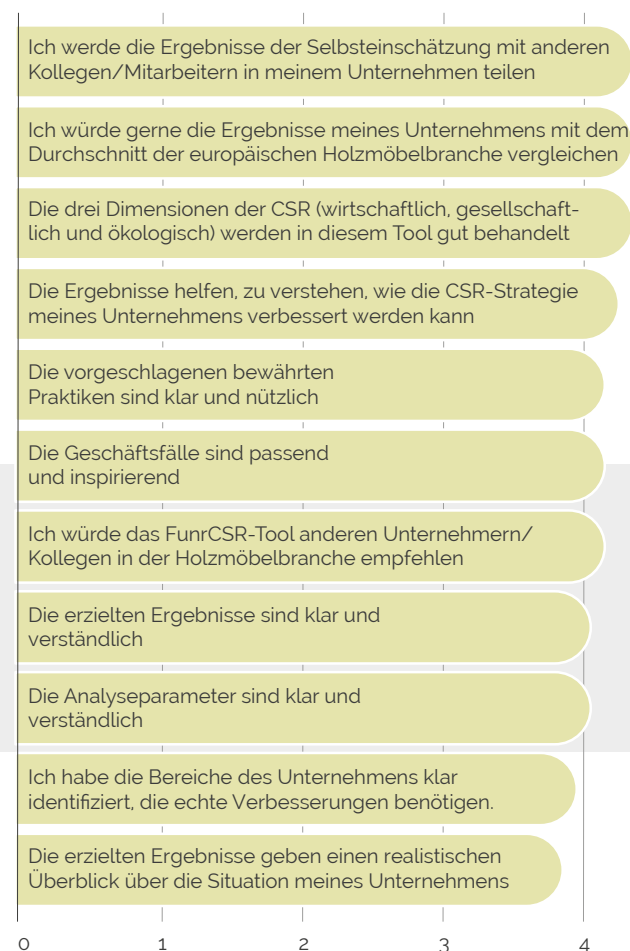 Ich werde die Ergebnisse der Selbsteinschätzung mit anderen
Kollegen/Mitarbeitern in meinem Unternehmen teilen
Ich würde gerne die Ergebnisse meines Unternehmens mit dem
Durchschnitt der europäischen Holzmöbelbranche vergleichen
Die drei Dimensionen der CSR (wirtschaftlich, gesellschaft-
lich und ökologisch) werden in diesem Tool gut behandelt
Die Ergebnisse helfen, zu verstehen, wie die CSR-Strategie
meines Unternehmens verbessert werden kann
Die vorgeschlagenen bewährten
Praktiken sind klar und nützlich
Die Geschäftsfälle sind passend
und inspirierend
Ich würde das FunrCSR-Tool anderen Unternehmern/
Kollegen in der Holzmöbelbranche empfehlen
Die erzielten Ergebnisse sind klar und
verständlich
Die Analyseparameter sind klar und
verständlich
Ich habe die Bereiche des Unternehmens klar
identifiziert, die echte Verbesserungen benötigen.
Die erzielten Ergebnisse geben einen realistischen
Überblick über die Situation meines Unternehmens
0 1 2 3 4